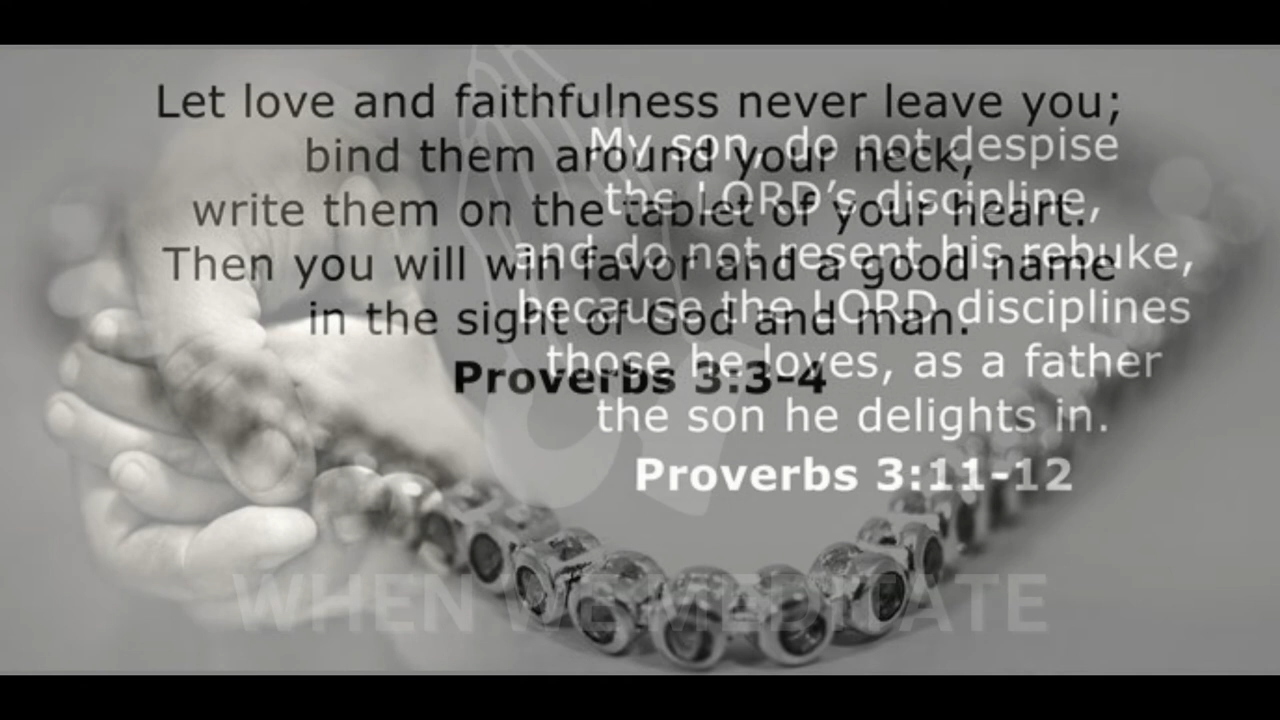 Let love and faithfulness never leave you;
bind them around your neck,
write them on the tablet of your heart.
Then you will win favor and a good name
in the sight of God and man.
Proverbs 3:3-4
My son, do not despise
the LORD's discipline,
and do not resent his rebuke,
because the LORD disciplines
those he loves, as a father
the son he delights in.
Proverbs 3:11-12
WHEN WE MEDITATE